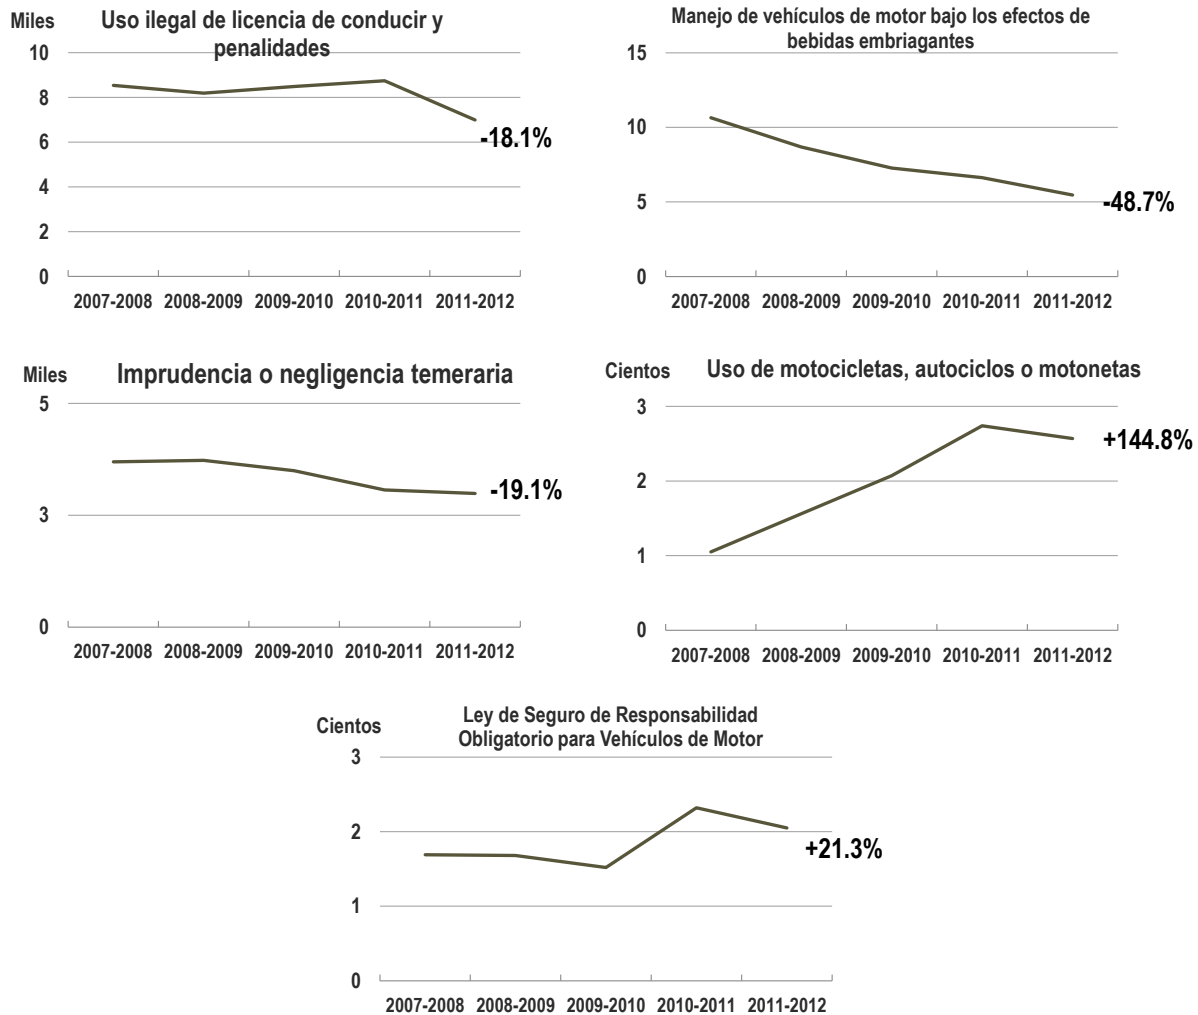 Miles
Uso ilegal de licencia de conducir y
penalidades
10
8
6
4
2
0
-18.1%
2007-2008 2008-2009 2009-2010 2010-2011 2011-2012
Manejo de vehículos de motor bajo los efectos de
bebidas embriagantes
15
10
5
0
-48.7%
2007-2008 2008-2009 2009-2010 2010-2011 2011-2012
Miles
Imprudencia o negligencia temeraria
5
3
0
-19.1%
2007-2008 2008-2009 2009-2010 2010-2011 2011-2012
Cientos
Uso de motocicletas, autociclos o motonetas
3
2
1
0
+144.8%
2007-2008 2008-2009 2009-2010 2010-2011 2011-2012
Cientos
Ley de Seguro de Responsabilidad
Obligatorio para Vehículos de Motor
3
2
1
0
+21.3%
2007-2008 2008-2009 2009-2010 2010-2011 2011-2012